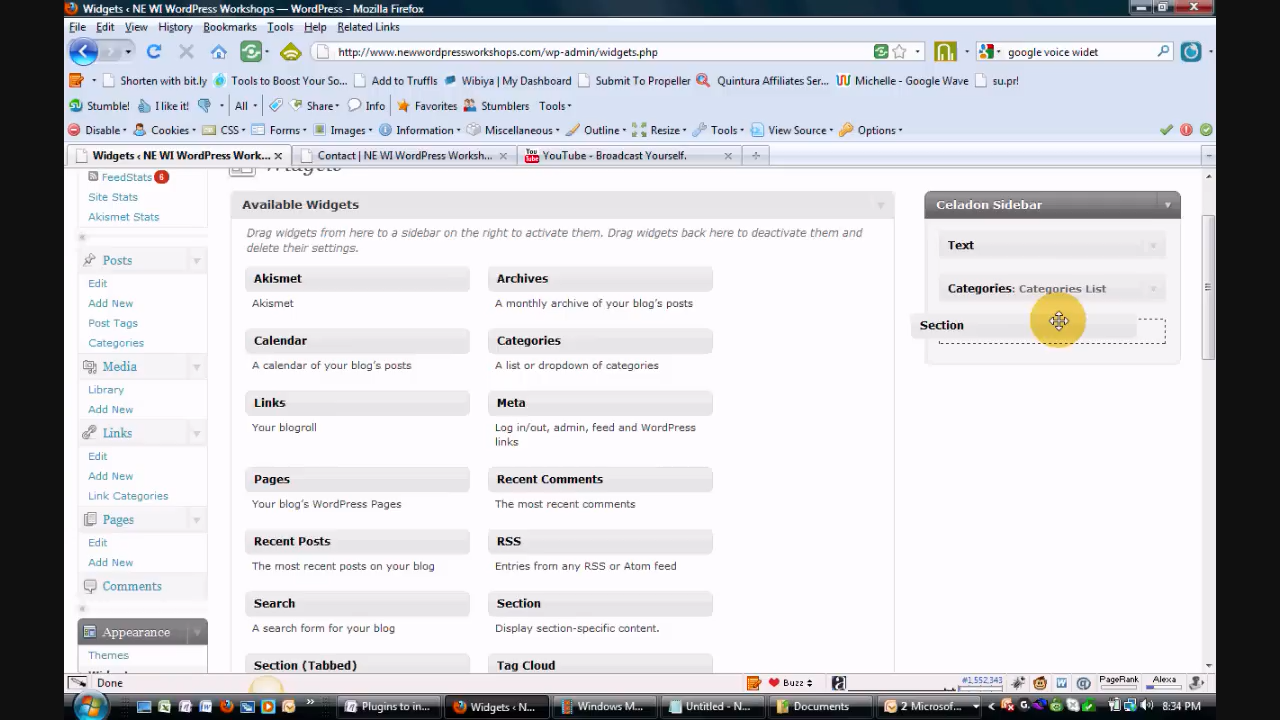 Widgets ‹ NE WI WordPress Workshops — WordPress - Mozilla Firefox
File Edit View History Bookmarks Tools Help Related Links
http://www.newwordpressworkshops.com/wp-admin/widgets.php google voice widet
Shorten with bit.ly Tools to Boost Your So... Add to Truffls Wibiya | My Dashboard Submit To Propeller Quintura Affiliates Ser... Michelle - Google Wave su.pr!
Stumble! I like it! All Share Info Favorites Stumblers Tools
Disable Cookies CSS Forms Images Information Miscellaneous Outline Resize Tools View Source Options
Widgets ‹ NE WI WordPress Work... Contact | NE WI WordPress Worksh... YouTube - Broadcast Yourself.
Widgets
FeedStats 6
Site Stats
Akismet Stats
Posts
Edit
Add New
Post Tags
Categories
Media
Library
Add New
Links
Edit
Add New
Link Categories
Pages
Edit
Add New
Comments
Appearance
Themes
Available Widgets
Drag widgets from here to a sidebar on the right to activate them. Drag widgets back here to deactivate them and
delete their settings.
Akismet
Akismet
Archives
A monthly archive of your blog's posts
Calendar
A calendar of your blog's posts
Categories
A list or dropdown of categories
Links
Your blogroll
Meta
Log in/out, admin, feed and WordPress
links
Pages
Your blog's WordPress Pages
Recent Comments
The most recent comments
Recent Posts
The most recent posts on your blog
RSS
Entries from any RSS or Atom feed
Search
A search form for your blog
Section
Display section-specific content.
Section (Tabbed)
Tag Cloud
Celadon Sidebar
Text
Categories: Categories List
Section
Done Buzz #1,552,343 PageRank Alexa
Plugins to in... Widgets ‹ N... Windows M... Untitled - N... Documents 2 Microsof... 8:34 PM